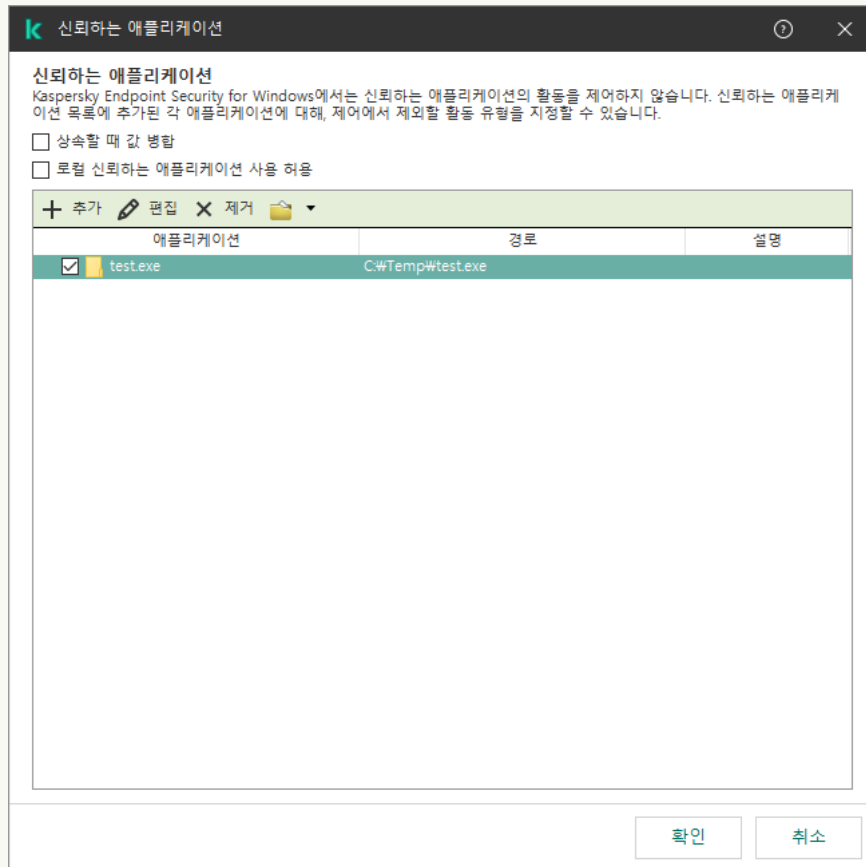 신뢰하는 애플리케이션
신뢰하는 애플리케이션
Kaspersky Endpoint Security for Windows에서는 신뢰하는 애플리케이션의 활동을 제어하지 않습니다. 신뢰하는 애플리케
이션 목록에 추가된 각 애플리케이션에 대해, 제어에서 제외할 활동 유형을 지정할 수 있습니다.
상속할 때 값 병합
로컬 신뢰하는 애플리케이션 사용 허용
추가 편집 제거
애플리케이션 경로 설명
test.exe C:₩Temp₩test.exe
확인 취소